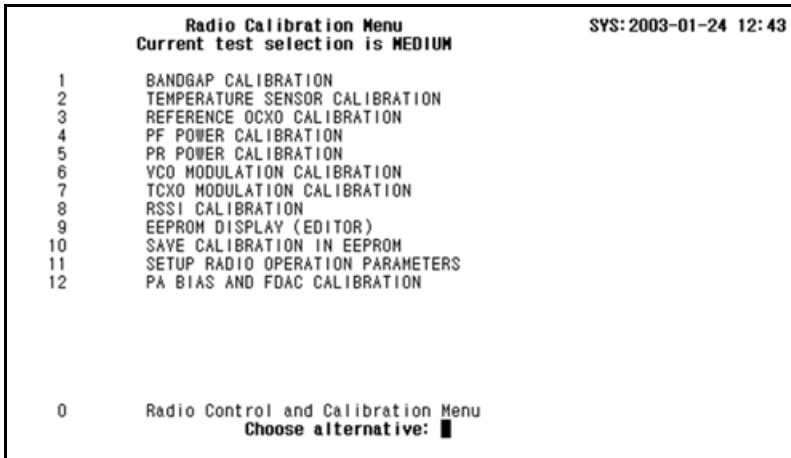 Radio Calibration Menu SYS:2003-01-24 12:43
Current test selection is MEDIUM
1 BANDGAP CALIBRATION
2 TEMPERATURE SENSOR CALIBRATION
3 REFERENCE OCXO CALIBRATION
4 PF POWER CALIBRATION
5 PR POWER CALIBRATION
6 VCO MODULATION CALIBRATION
7 TCXO MODULATION CALIBRATION
8 RSSI CALIBRATION
9 EEPROM DISPLAY (EDITOR)
10 SAVE CALIBRATION IN EEPROM
11 SETUP RADIO OPERATION PARAMETERS
12 PA BIAS AND FDAC CALIBRATION
0 Radio Control and Calibration Menu
Choose alternative: